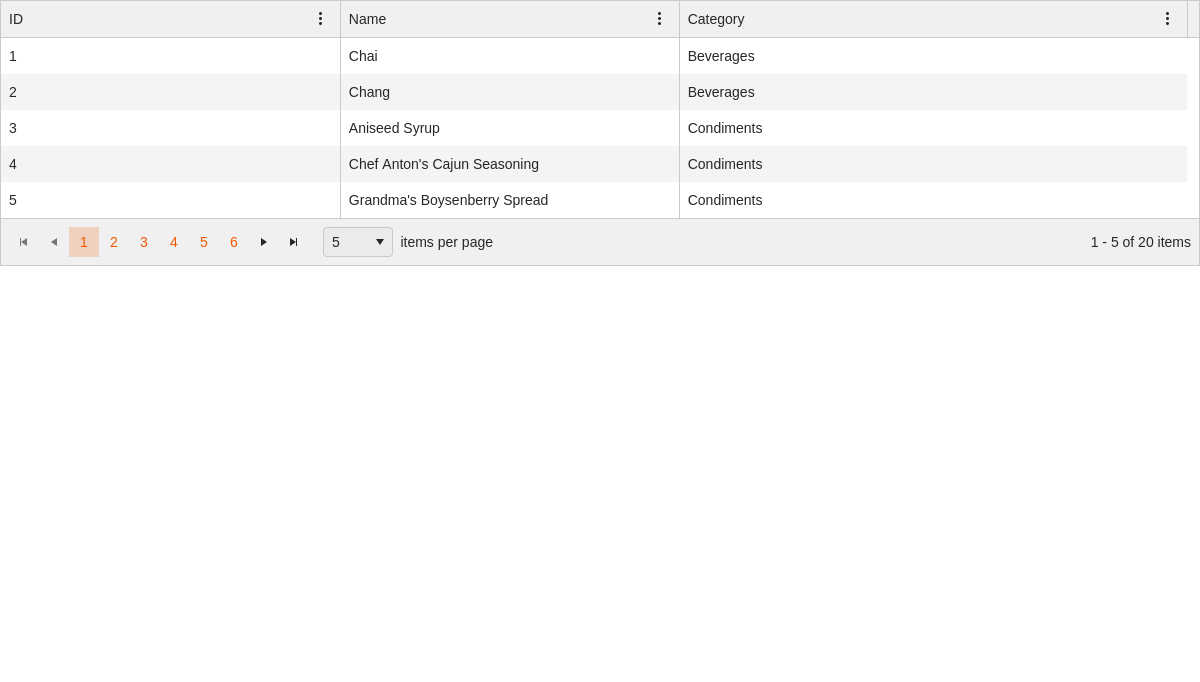 ID Name Category
1 Chai Beverages
2 Chang Beverages
3 Aniseed Syrup Condiments
4 Chef Anton's Cajun Seasoning Condiments
5 Grandma's Boysenberry Spread Condiments
1 2 3 4 5 6 5 items per page 1 - 5 of 20 items